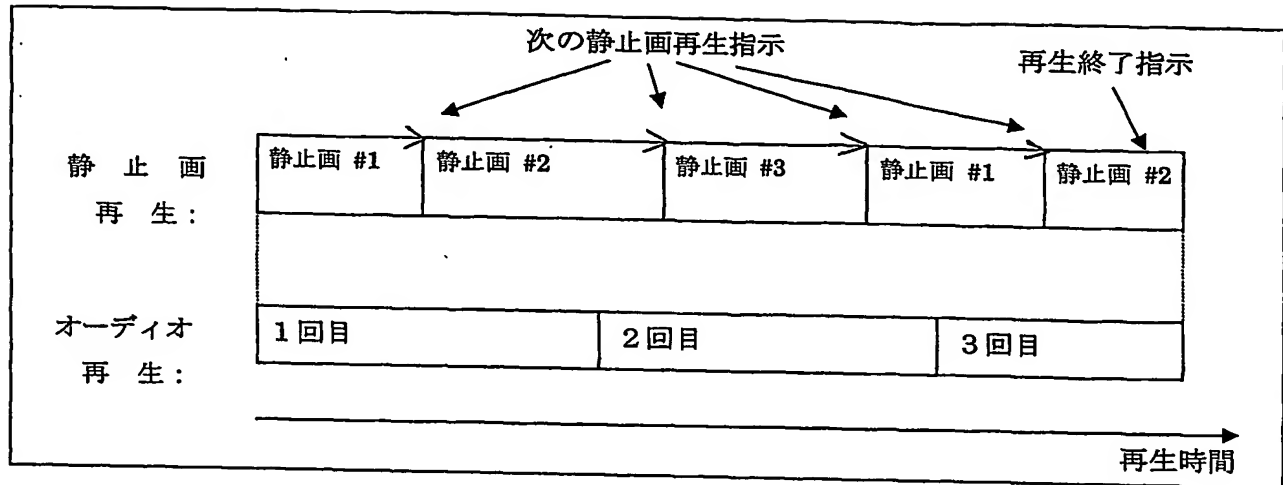 次の静止画再生指示
再生終了指示
静 止 画
再 生:
静止画 #1
静止画 #2
静止画 #3
静止画 #1
静止画 #2
オーディオ
再 生:
1回目
2回目
3回目
再生時間